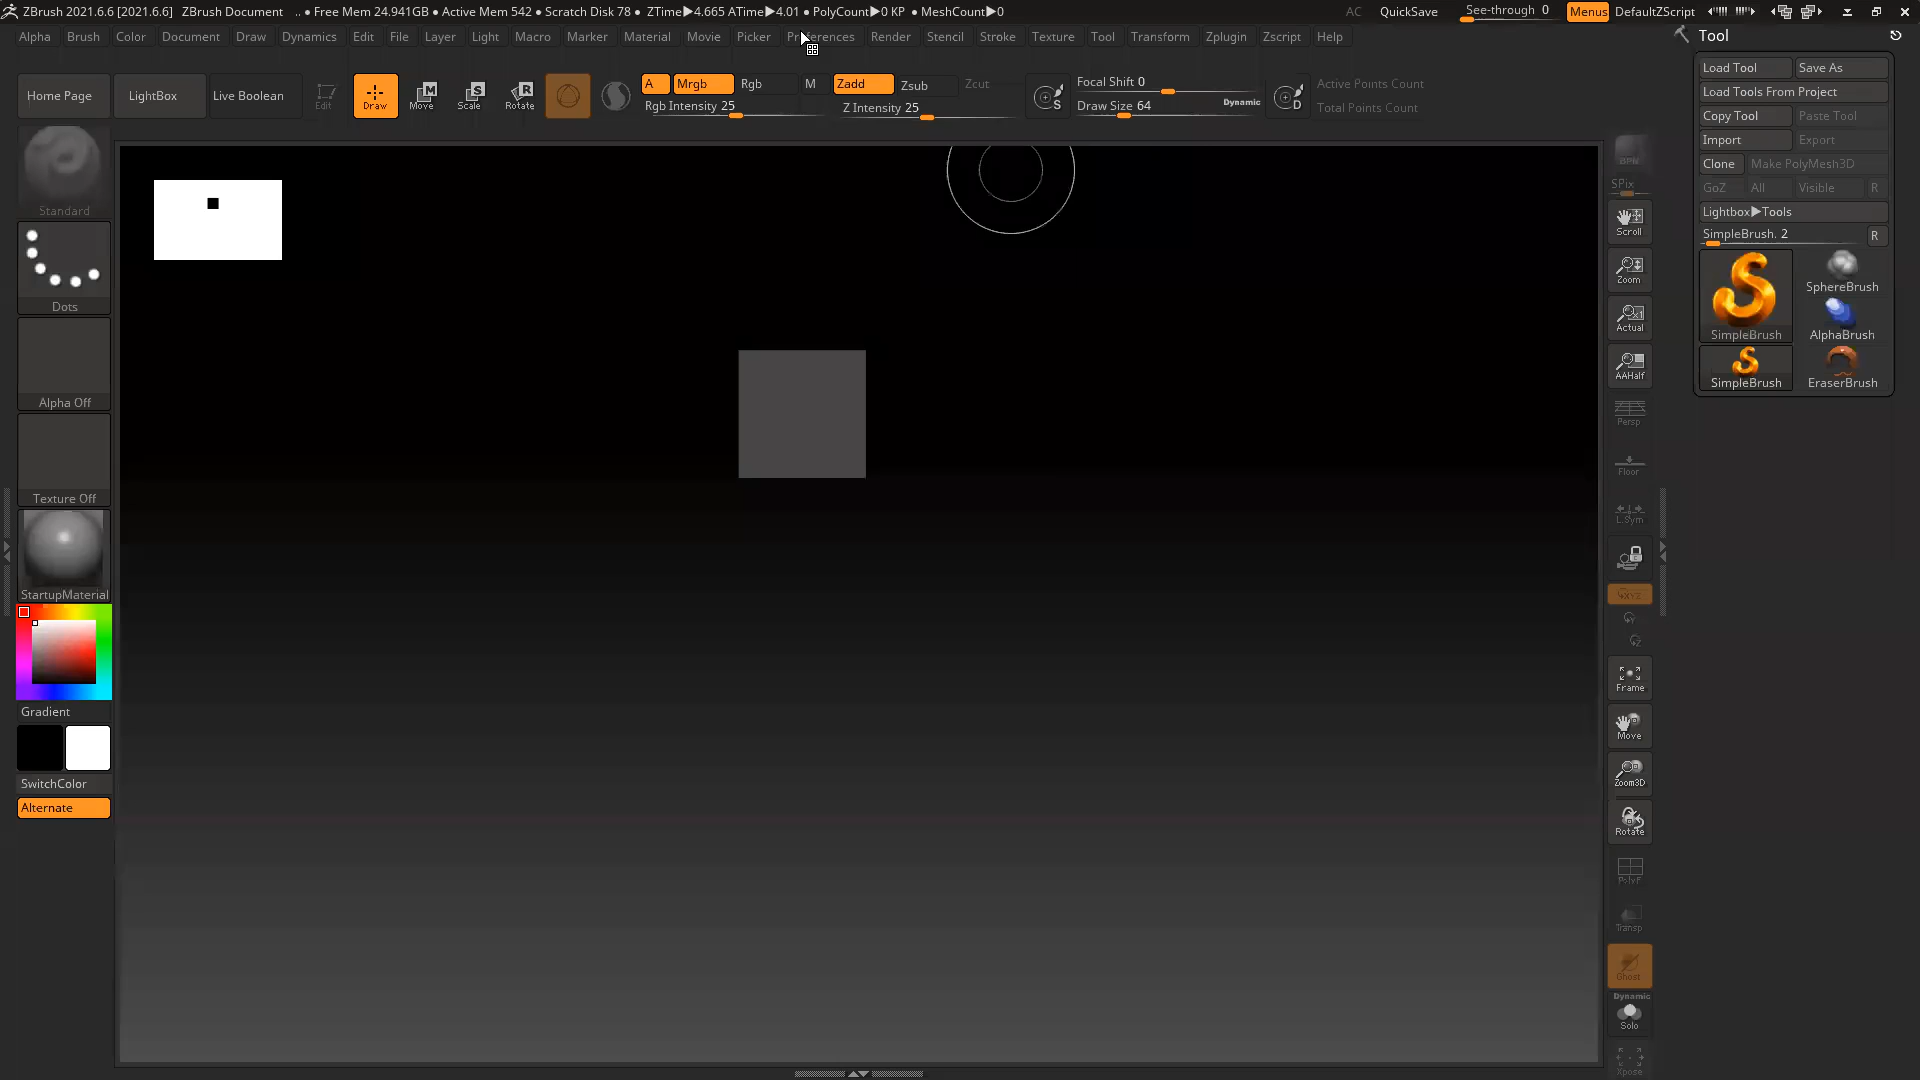 ZBrush 2021.6.6 [2021.6.6] ZBrush Document .. • Free Mem 24.941GB • Active Mem 542 • Scratch Disk 78 • ZTime▶4.665 ATime▶4.01 • PolyCount▶0 KP • MeshCount▶0 AC QuickSave See-through 0 Menus DefaultZScript
Alpha Brush Color Document Draw Dynamics Edit File Layer Light Macro Marker Material Movie Picker Preferences Render Stencil Stroke Texture Tool Transform Zplugin Zscript Help
Home Page LightBox Live Boolean Edit Draw Move Scale Rotate
A Mrgb Rgb M Zadd Zsub Zcut
Rgb Intensity 25 Z Intensity 25
S Focal Shift 0
Draw Size 64 Dynamic D
Active Points Count
Total Points Count
Standard
Dots
Alpha Off
Texture Off
StartupMaterial
Gradient
SwitchColor
Alternate
BPR
SPix
Scroll
Zoom
Actual
AAHalf
Persp
Floor
L.Sym
XYZ
Frame
Move
Zoom3D
Rotate
PolyF
Transp
Ghost
Dynamic
Solo
Xpose
Tool
Load Tool Save As
Load Tools From Project
Copy Tool Paste Tool
Import Export
Clone Make PolyMesh3D
GoZ All Visible R
Lightbox▶Tools
SimpleBrush. 2 R
SimpleBrush SphereBrush
AlphaBrush
SimpleBrush EraserBrush